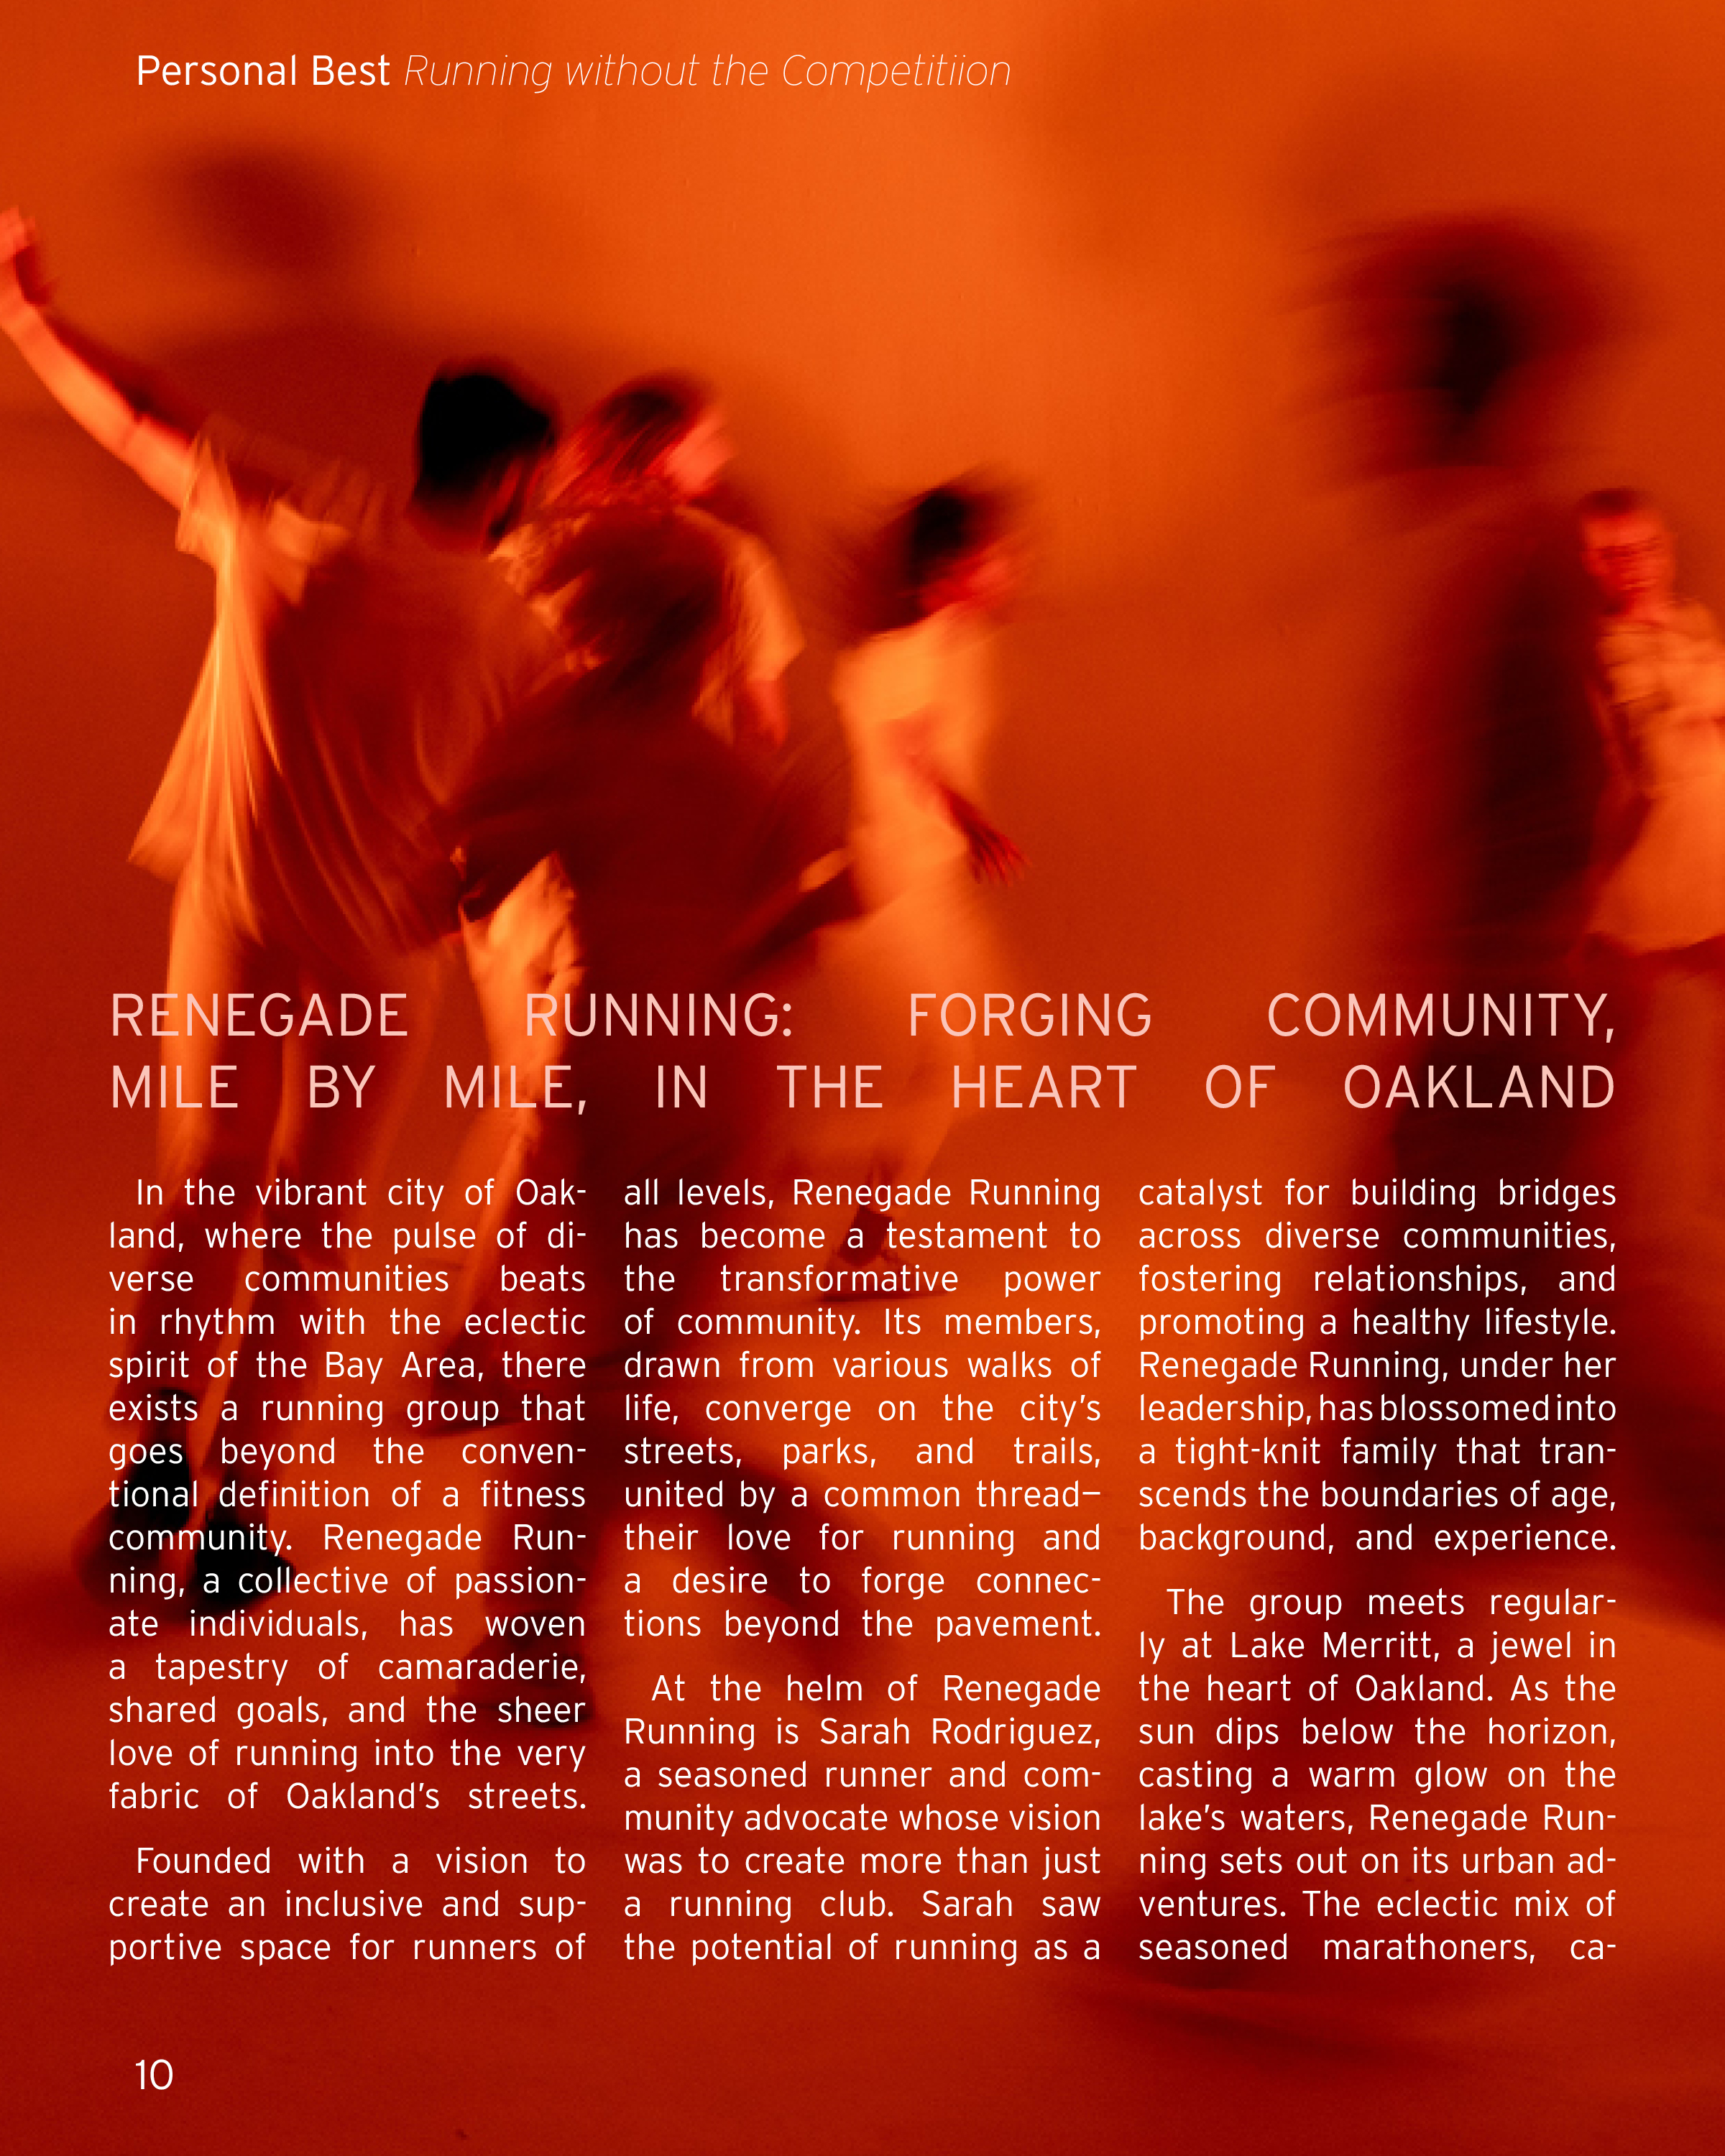 Personal Best Running without the Competitiion
RENEGADE RUNNING: FORGING COMMUNITY,
MILE BY MILE, IN THE HEART OF OAKLAND
In the vibrant city of Oak-
land, where the pulse of di-
verse communities beats
in rhythm with the eclectic
spirit of the Bay Area, there
exists a running group that
goes beyond the conven-
tional definition of a fitness
community. Renegade Run-
ning, a collective of passion-
ate individuals, has woven
a tapestry of camaraderie,
shared goals, and the sheer
love of running into the very
fabric of Oakland’s streets.
Founded with a vision to
create an inclusive and sup-
portive space for runners of
all levels, Renegade Running
has become a testament to
the transformative power
of community. Its members,
drawn from various walks of
life, converge on the city’s
streets, parks, and trails,
united by a common thread—
their love for running and
a desire to forge connec-
tions beyond the pavement.
At the helm of Renegade
Running is Sarah Rodriguez,
a seasoned runner and com-
munity advocate whose vision
was to create more than just
a running club. Sarah saw
the potential of running as a
catalyst for building bridges
across diverse communities,
fostering relationships, and
promoting a healthy lifestyle.
Renegade Running, under her
leadership, has blossomed into
a tight-knit family that tran-
scends the boundaries of age,
background, and experience.
The group meets regular-
ly at Lake Merritt, a jewel in
the heart of Oakland. As the
sun dips below the horizon,
casting a warm glow on the
lake’s waters, Renegade Run-
ning sets out on its urban ad-
ventures. The eclectic mix of
seasoned marathoners, ca-
10